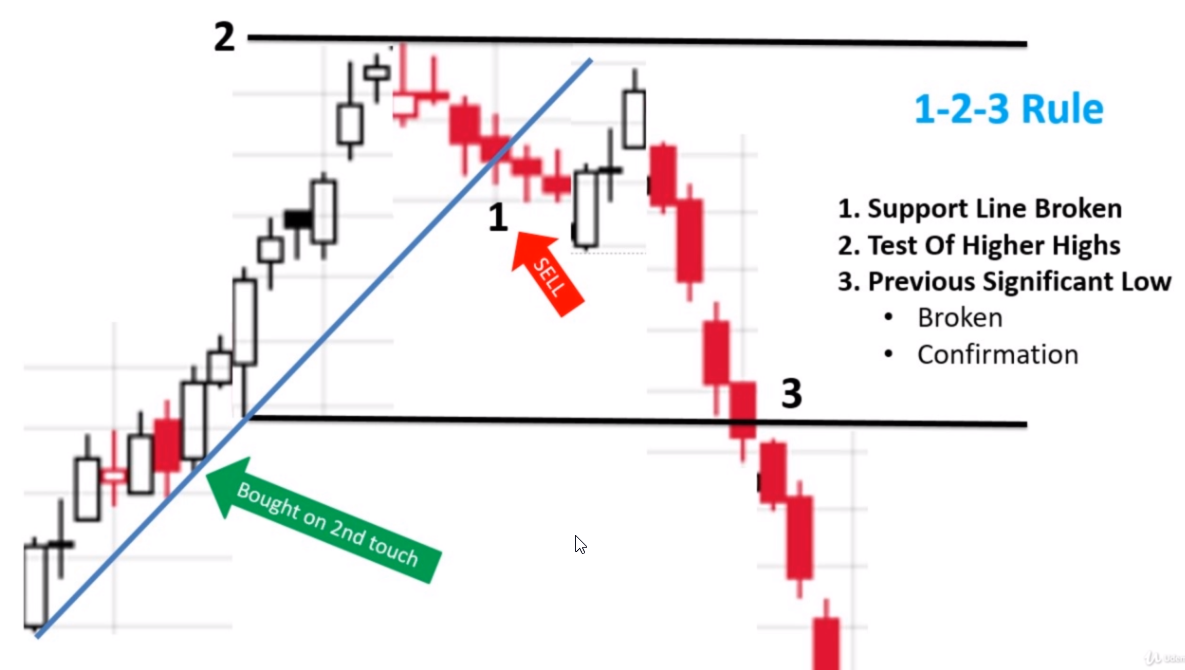 2
1-2-3 Rule
1. Support Line Broken
2. Test Of Higher Highs
3. Previous Significant Low
• Broken
• Confirmation
1
SELL
3
Bought on 2nd touch